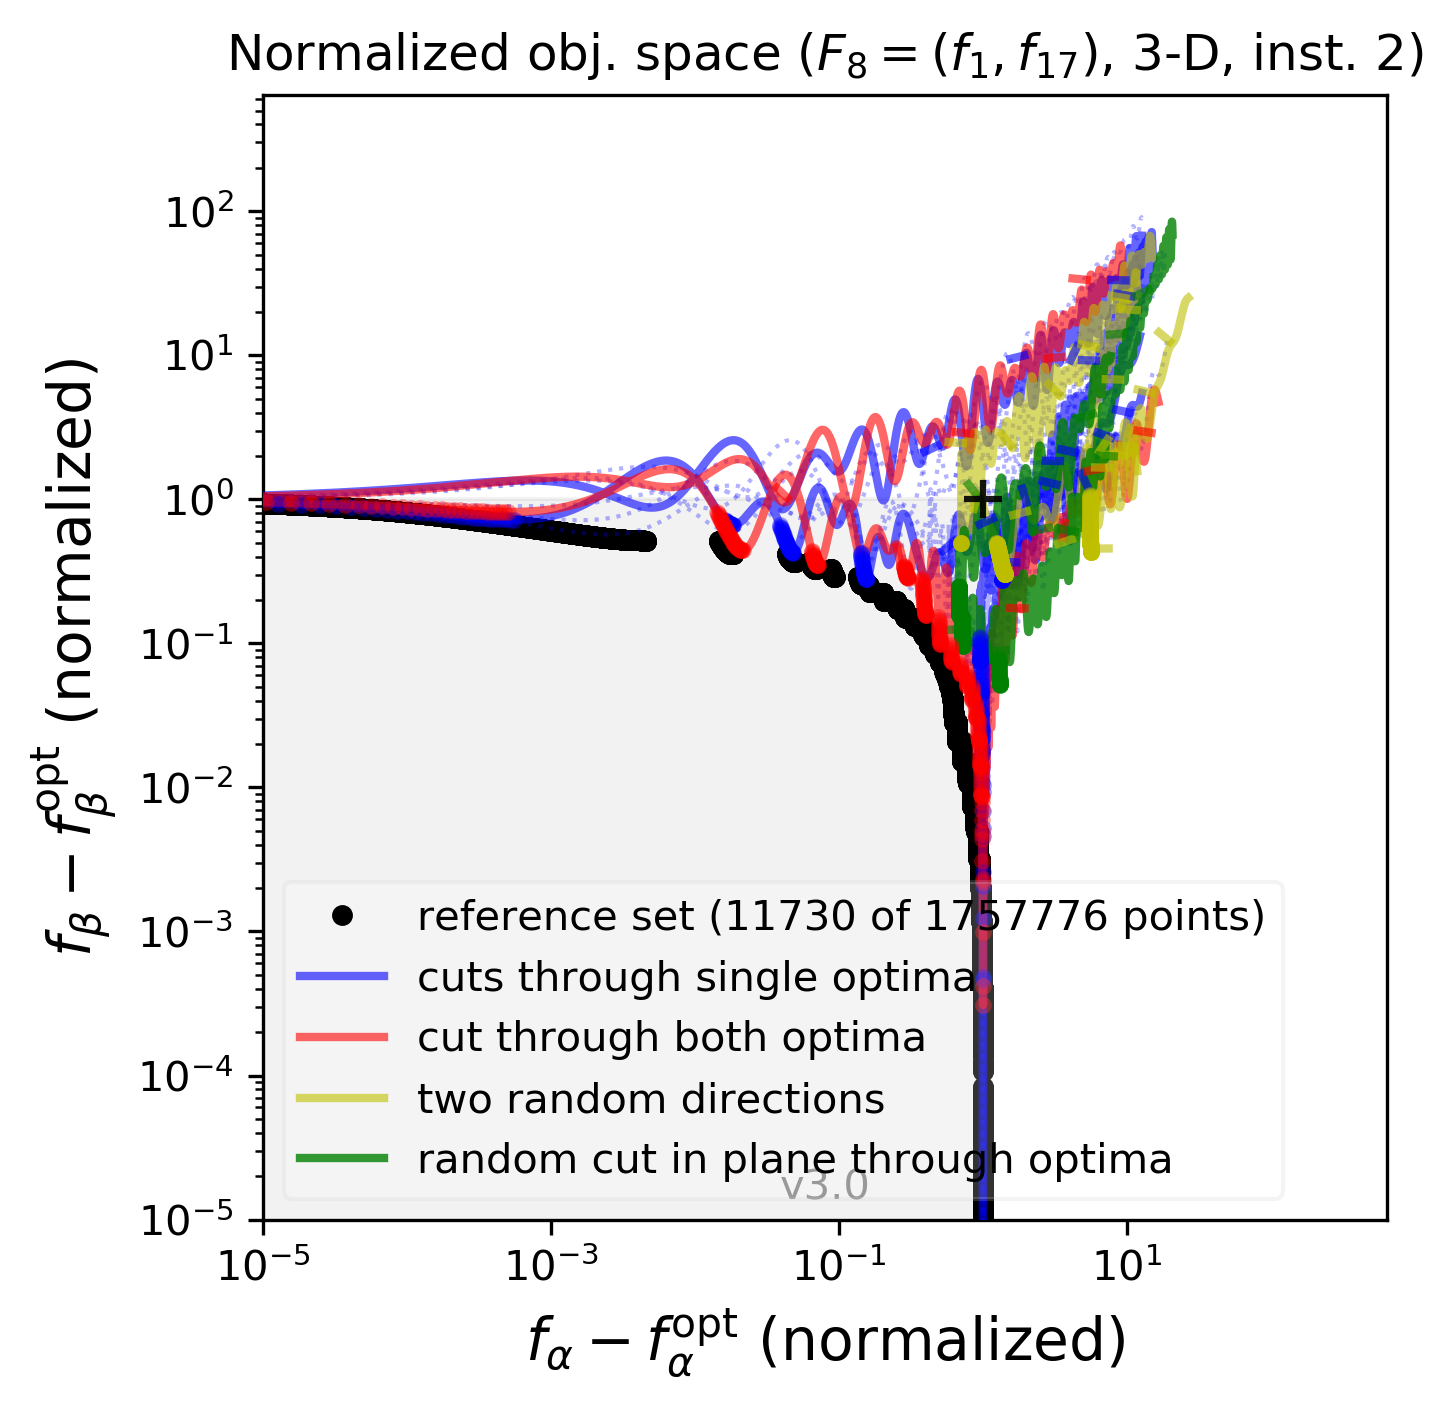 Normalized obj. space (F₈ = (f₁, f₁₇), 3-D, inst. 2)
10²
10¹
10⁰
10⁻¹
10⁻²
10⁻³
10⁻⁴
10⁻⁵
f_β − f_β^opt (normalized)
reference set (11730 of 1757776 points)
cuts through single optima
cut through both optima
two random directions
random cut in plane through optima
v3.0
10⁻⁵ 10⁻³ 10⁻¹ 10¹
f_α − f_α^opt (normalized)